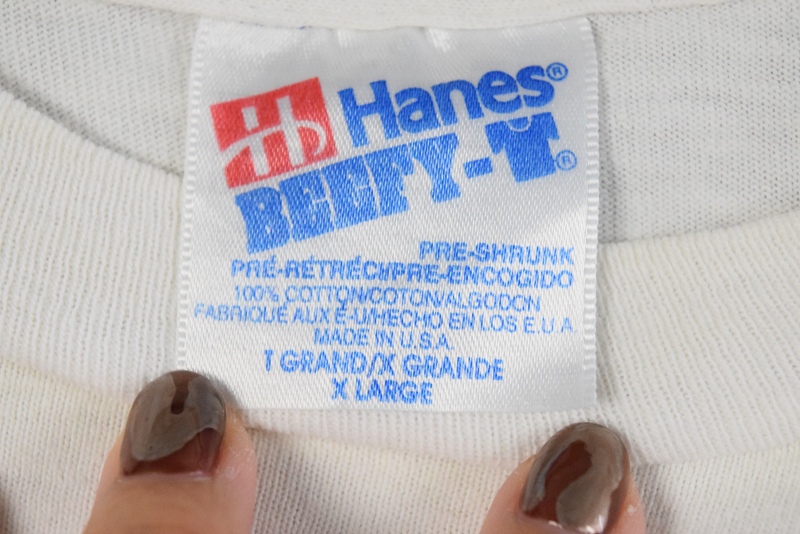 Hb Hanes®
BEEFY-T®
PRE-SHRUNK
PRÉ-RÉTRÉCI/PRE-ENCOGIDO
100% COTTON/COTON/ALGODON
FABRIQUÉ AUX É-U/HECHO EN LOS E.U.A
MADE IN U.S.A.
T GRAND/X GRANDE
X LARGE